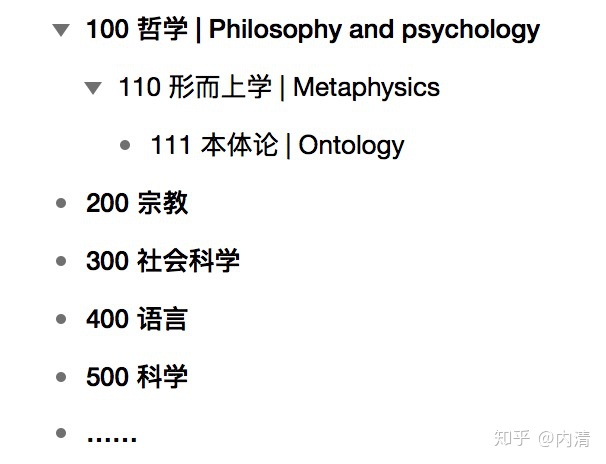 100 哲学 | Philosophy and psychology
110 形而上学 | Metaphysics
111 本体论 | Ontology
200 宗教
300 社会科学
400 语言
500 科学
……
知乎 @内清